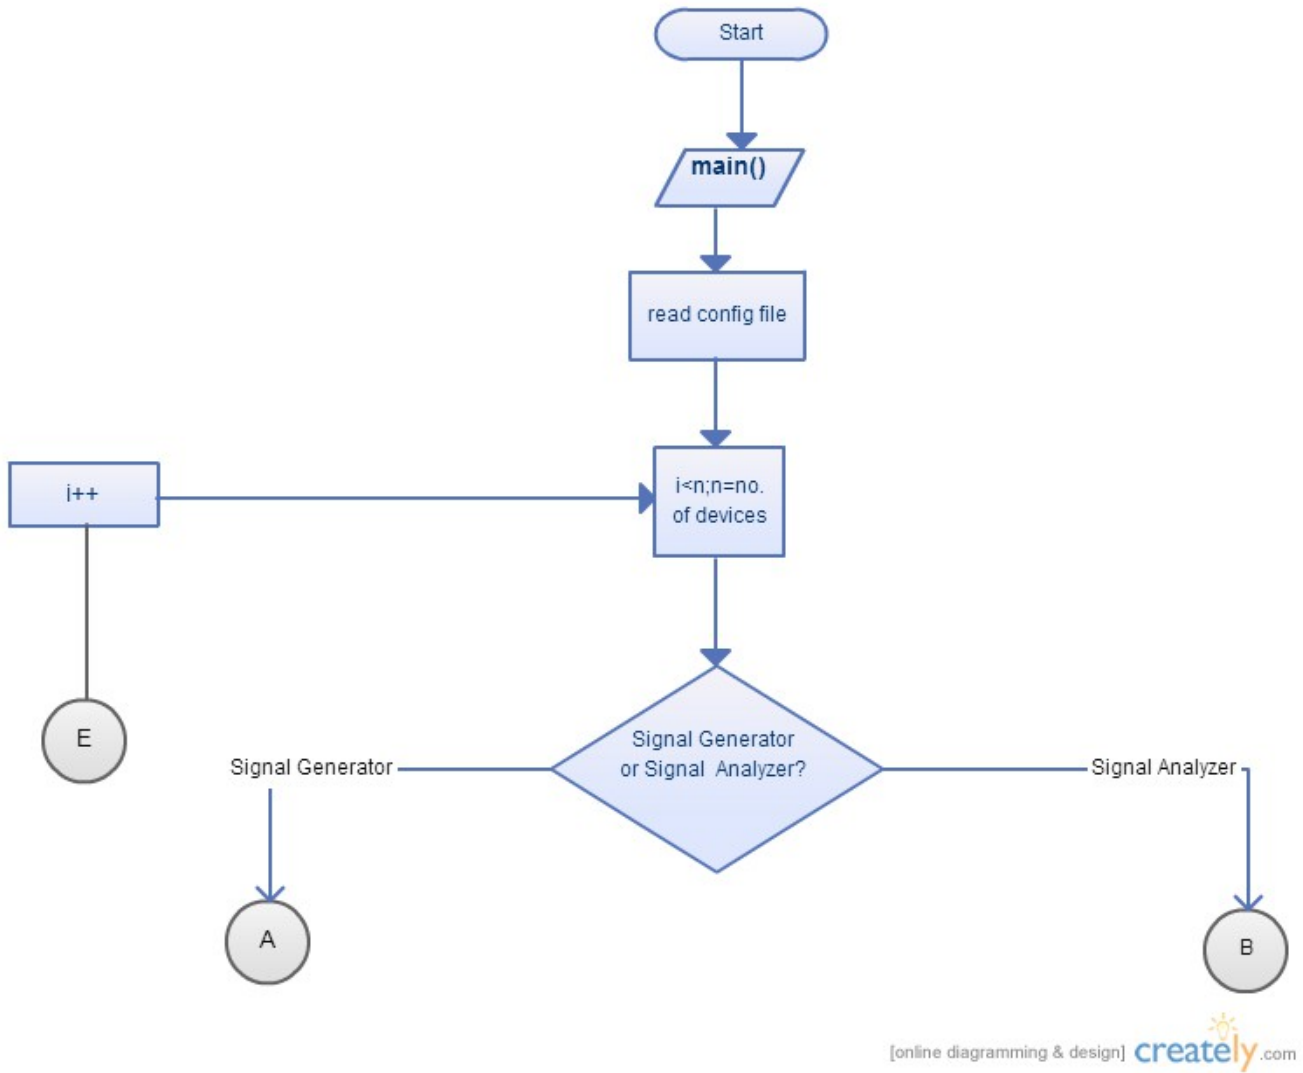 Start
main()
read config file
i++
i<n;n=no.
of devices
E
Signal Generator
or Signal Analyzer?
Signal Generator
Signal Analyzer
A
B
[online diagramming & design] creately.com